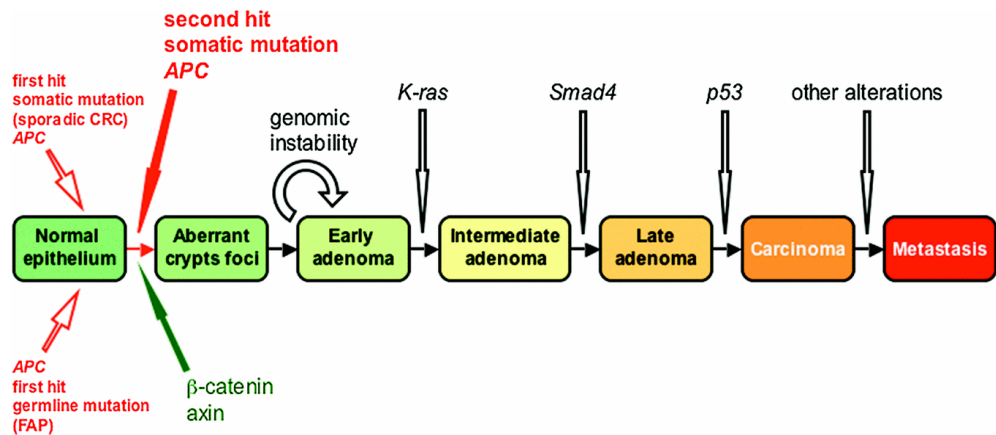 second hit
somatic mutation
APC
first hit
somatic mutation
(sporadic CRC)
APC
genomic
instability
K-ras
Smad4
p53
other alterations
Normal
epithelium
Aberrant
crypts foci
Early
adenoma
Intermediate
adenoma
Late
adenoma
Carcinoma
Metastasis
APC
first hit
germline mutation
(FAP)
β-catenin
axin